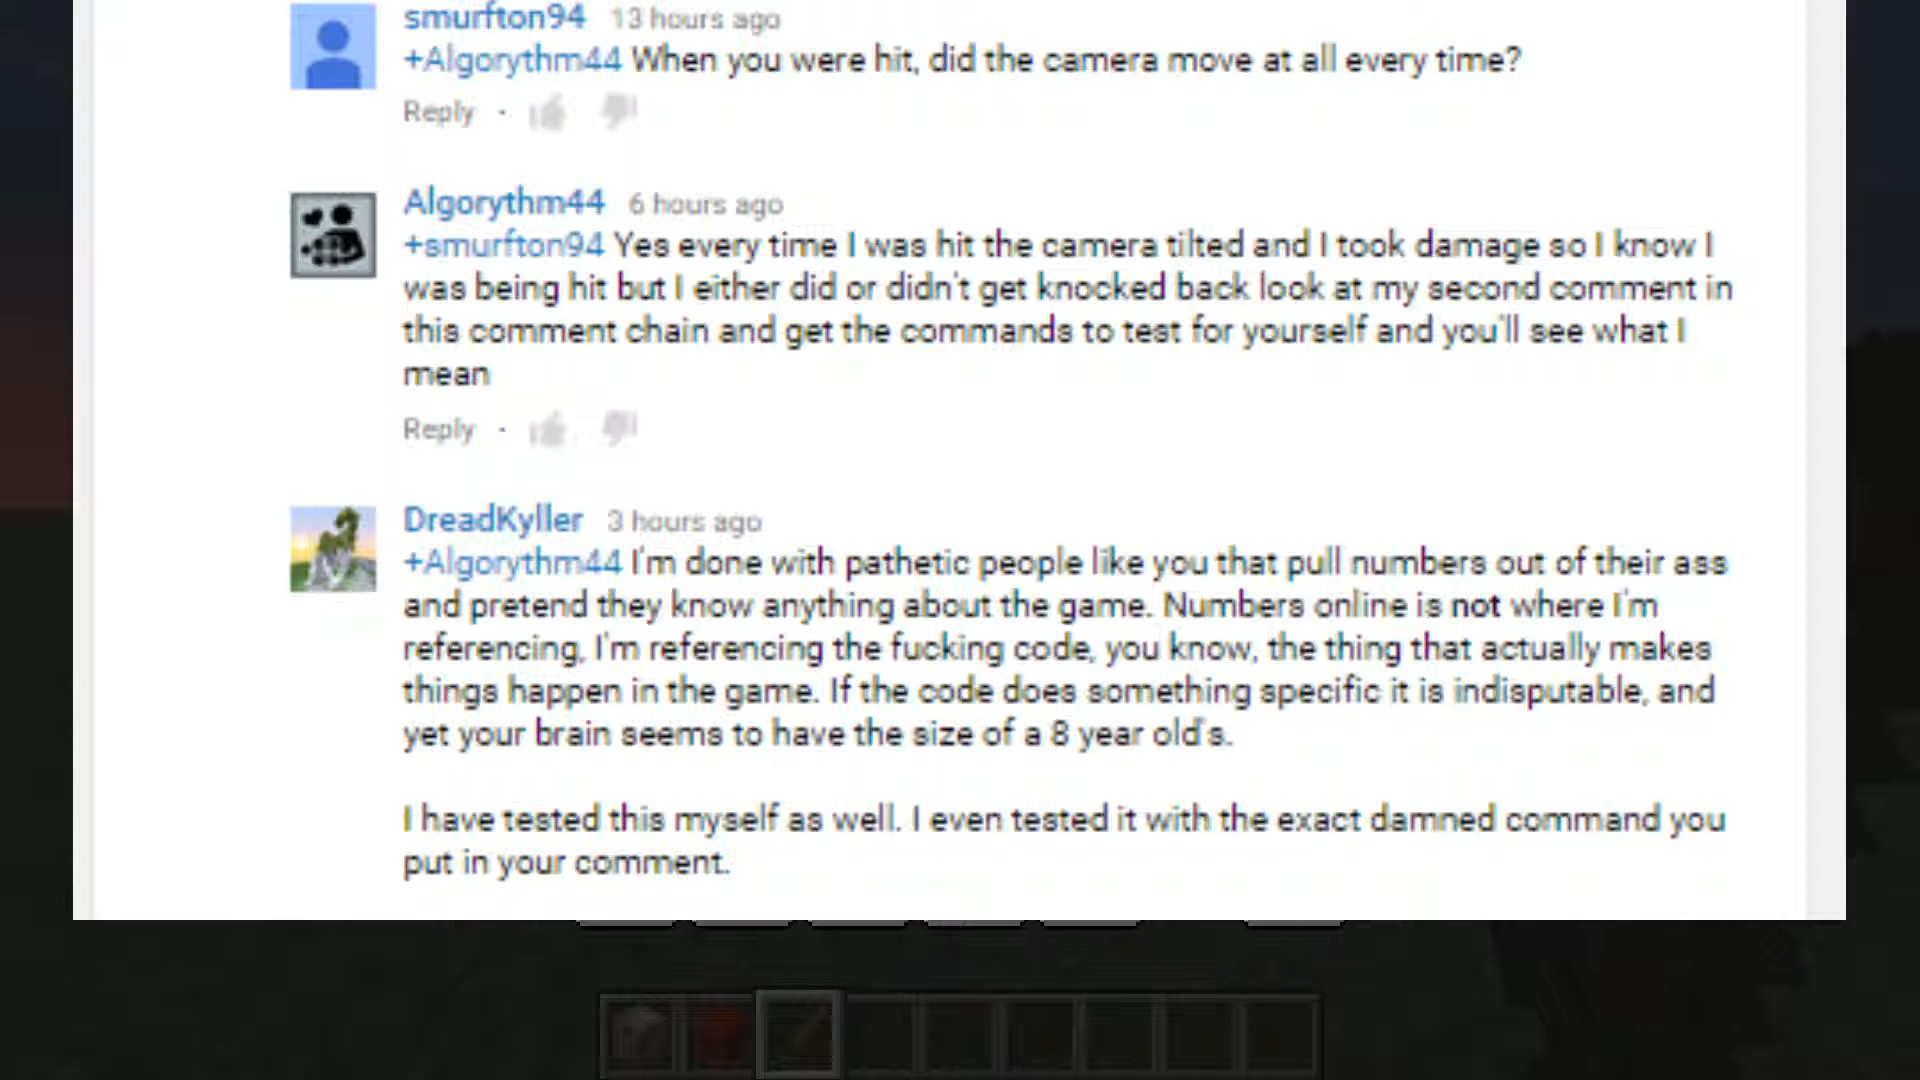 smurfton94 13 hours ago
+Algorythm44 When you were hit, did the camera move at all every time?
Reply ·
Algorythm44 6 hours ago
+smurfton94 Yes every time I was hit the camera tilted and I took damage so I know I
was being hit but I either did or didn't get knocked back look at my second comment in
this comment chain and get the commands to test for yourself and you'll see what I
mean
Reply ·
DreadKyller 3 hours ago
+Algorythm44 I'm done with pathetic people like you that pull numbers out of their ass
and pretend they know anything about the game. Numbers online is not where I'm
referencing, I'm referencing the fucking code, you know, the thing that actually makes
things happen in the game. If the code does something specific it is indisputable, and
yet your brain seems to have the size of a 8 year old's.
I have tested this myself as well. I even tested it with the exact damned command you
put in your comment.